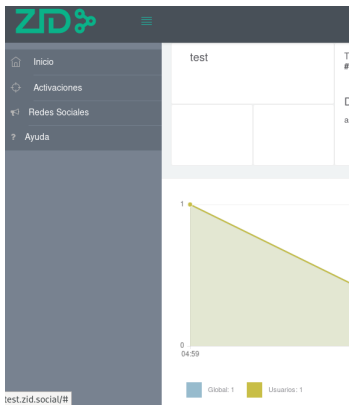 ZID
Inicio
Activaciones
Redes Sociales
? Ayuda
test
T
#
D
a
1
0
04:59
Global: 1
Usuarios: 1
test.zid.social/#